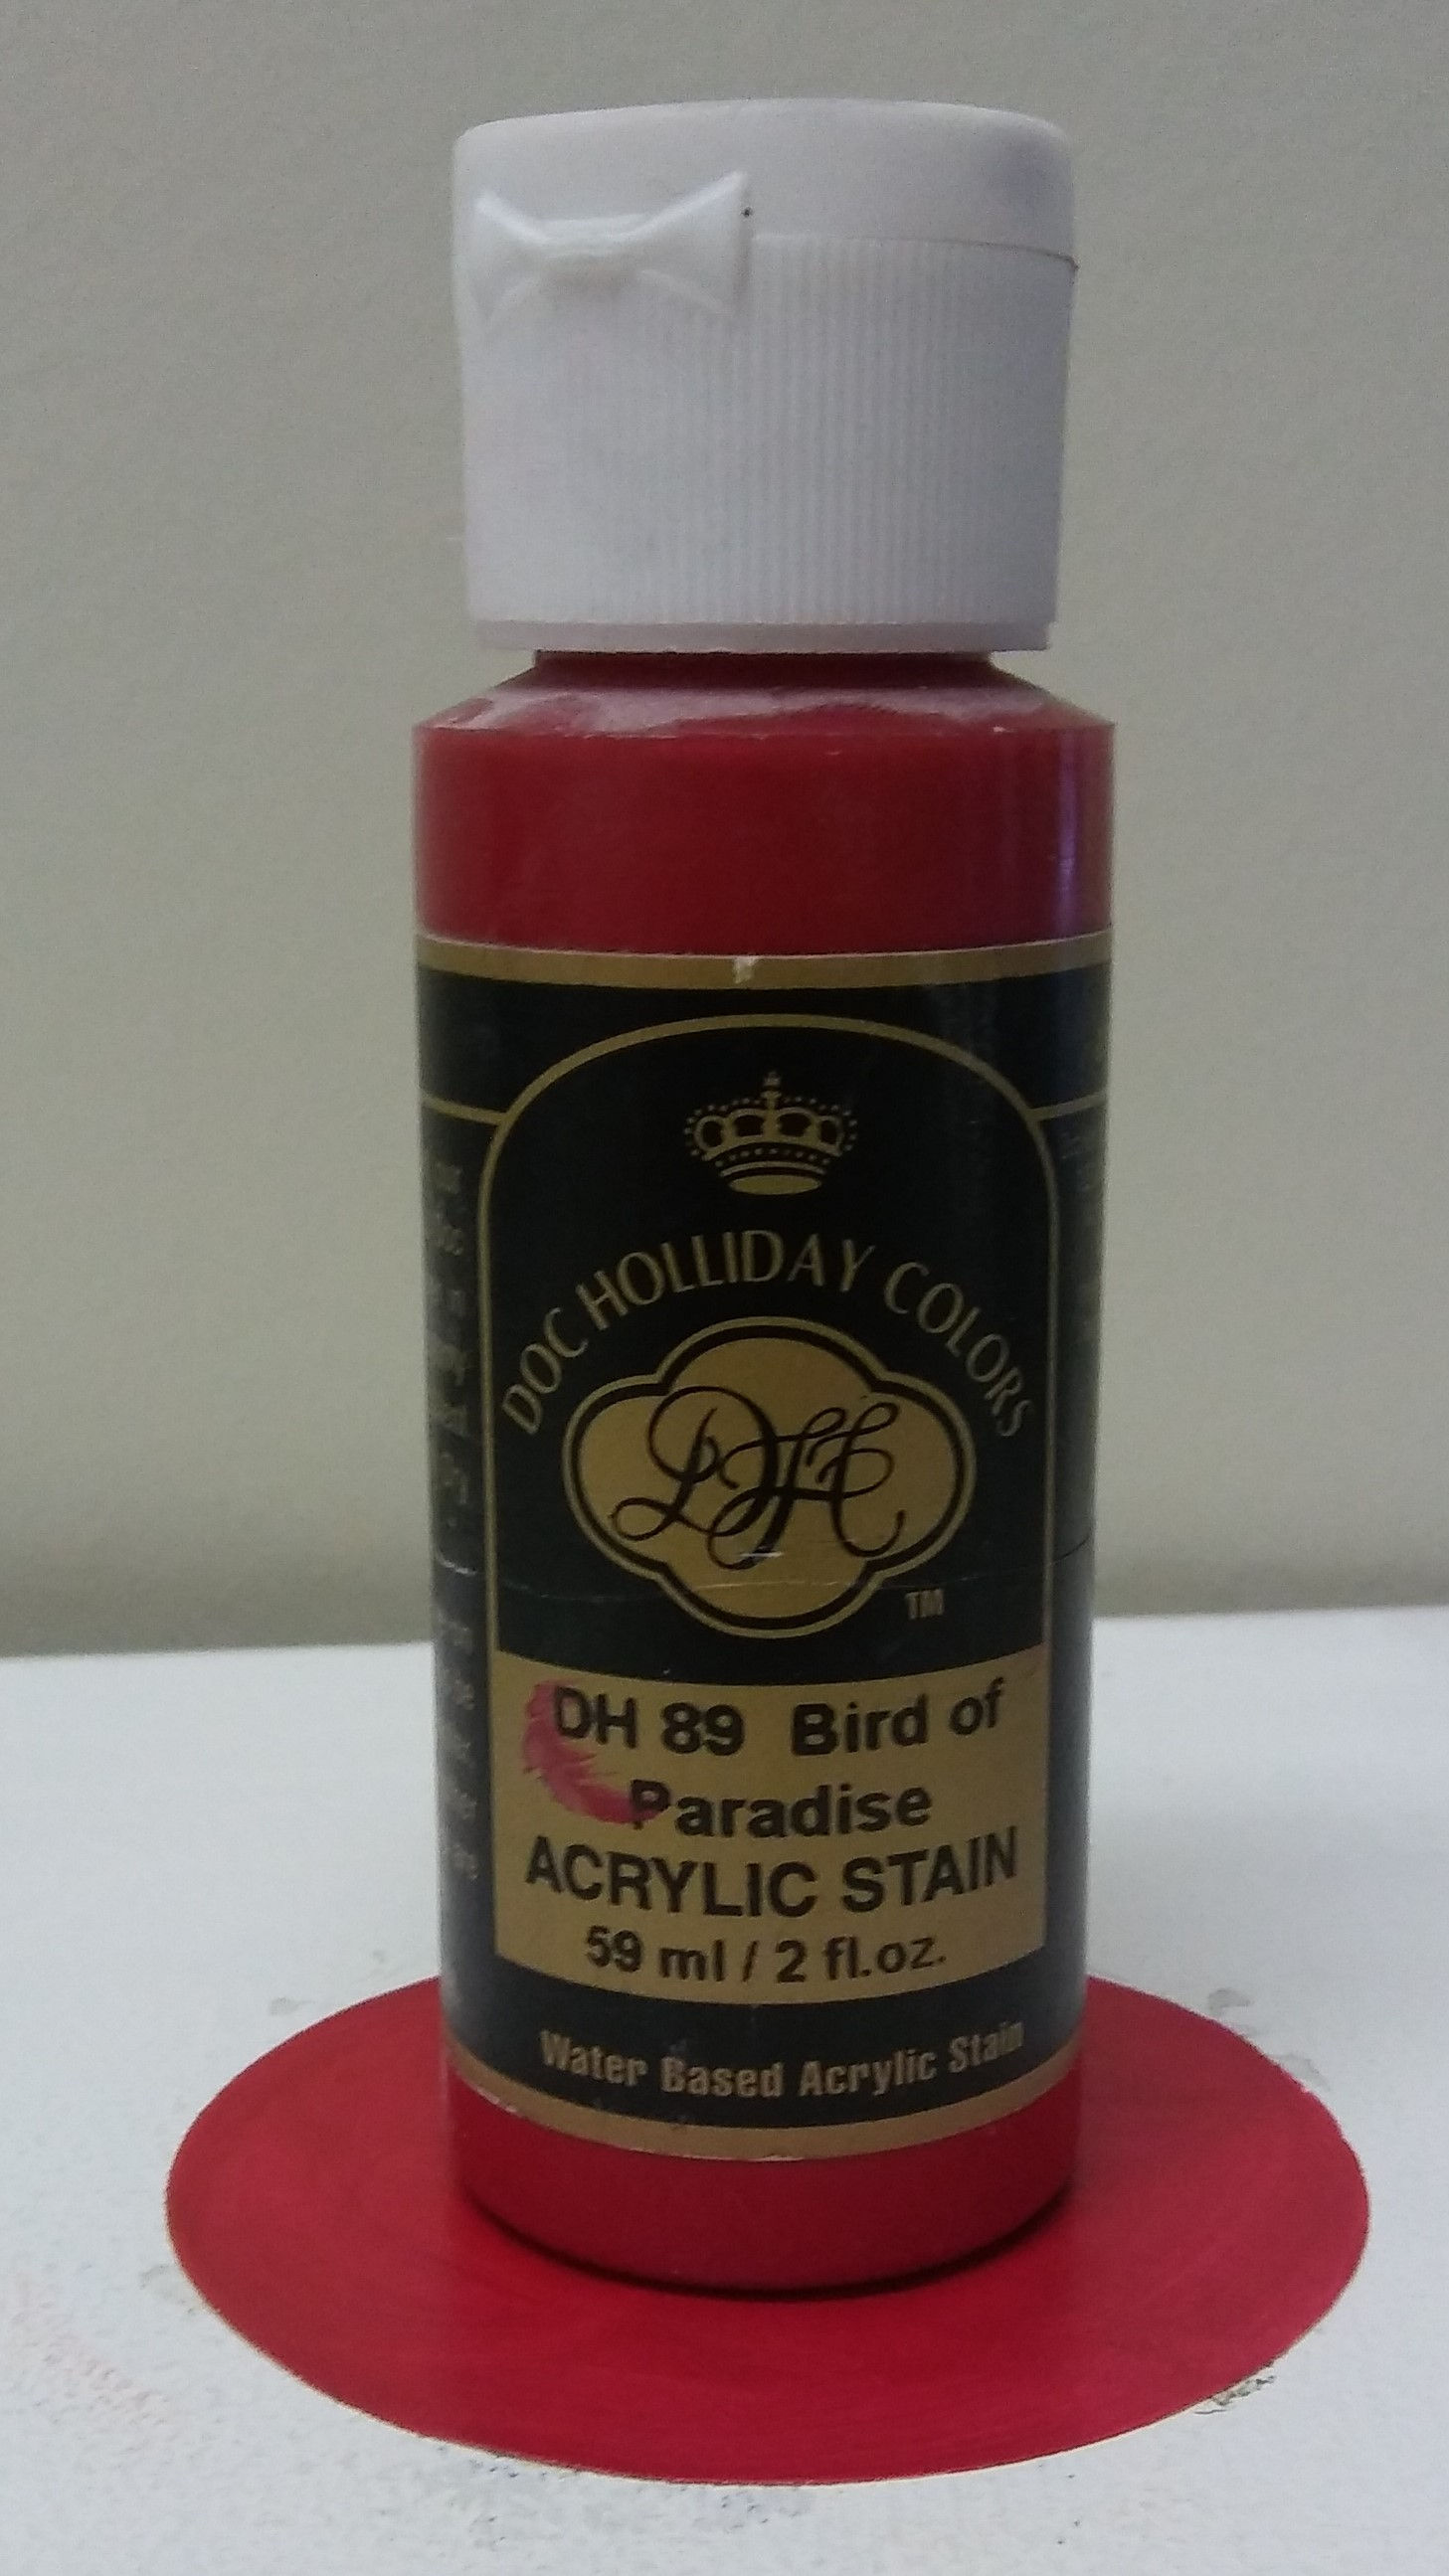 DOC HOLLIDAY COLORS
DH
TM
DH 89 Bird of
Paradise
ACRYLIC STAIN
59 ml / 2 fl.oz.
Water Based Acrylic Stain